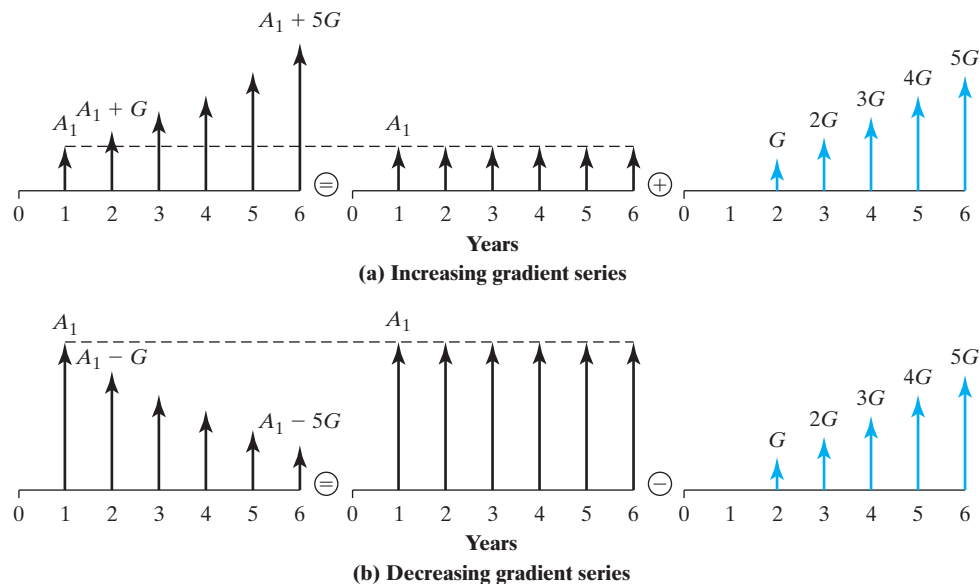 A₁ + 5G
5G
4G
3G
2G
G
A₁ + G
A₁
A₁
=
+
0 1 2 3 4 5 6
0 1 2 3 4 5 6
0 1 2 3 4 5 6
Years
(a) Increasing gradient series
A₁
A₁
A₁ − G
A₁ − 5G
5G
4G
3G
2G
G
=
−
0 1 2 3 4 5 6
0 1 2 3 4 5 6
0 1 2 3 4 5 6
Years
(b) Decreasing gradient series